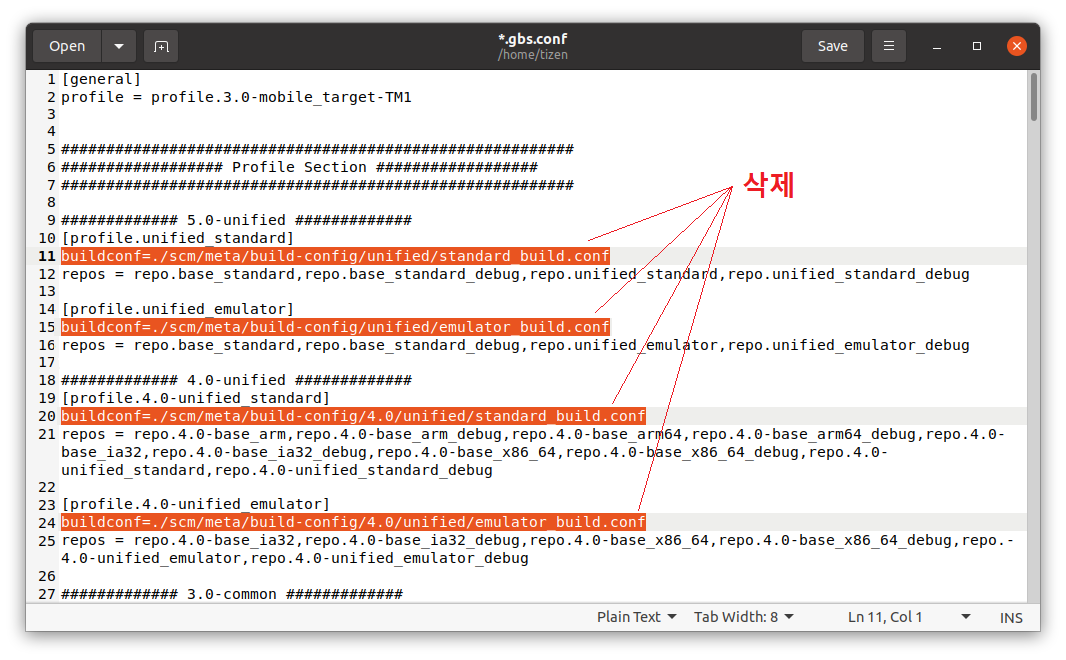 Open
*.gbs.conf
/home/tizen
Save
1 [general]
2 profile = profile.3.0-mobile_target-TM1
3
4
5 #########################################################
6 ################## Profile Section ##################
7 #########################################################
8
9 ############# 5.0-unified #############
10 [profile.unified_standard]
11 buildconf=./scm/meta/build-config/unified/standard_build.conf
12 repos = repo.base_standard,repo.base_standard_debug,repo.unified_standard,repo.unified_standard_debug
13
14 [profile.unified_emulator]
15 buildconf=./scm/meta/build-config/unified/emulator_build.conf
16 repos = repo.base_standard,repo.base_standard_debug,repo.unified_emulator,repo.unified_emulator_debug
17
18 ############# 4.0-unified #############
19 [profile.4.0-unified_standard]
20 buildconf=./scm/meta/build-config/4.0/unified/standard_build.conf
21 repos = repo.4.0-base_arm,repo.4.0-base_arm_debug,repo.4.0-base_arm64,repo.4.0-base_arm64_debug,repo.4.0-
base_ia32,repo.4.0-base_ia32_debug,repo.4.0-base_x86_64,repo.4.0-base_x86_64_debug,repo.4.0-
unified_standard,repo.4.0-unified_standard_debug
22
23 [profile.4.0-unified_emulator]
24 buildconf=./scm/meta/build-config/4.0/unified/emulator_build.conf
25 repos = repo.4.0-base_ia32,repo.4.0-base_ia32_debug,repo.4.0-base_x86_64,repo.4.0-base_x86_64_debug,repo.-
4.0-unified_emulator,repo.4.0-unified_emulator_debug
26
27 ############# 3.0-common #############
삭제
Plain Text
Tab Width: 8
Ln 11, Col 1
INS